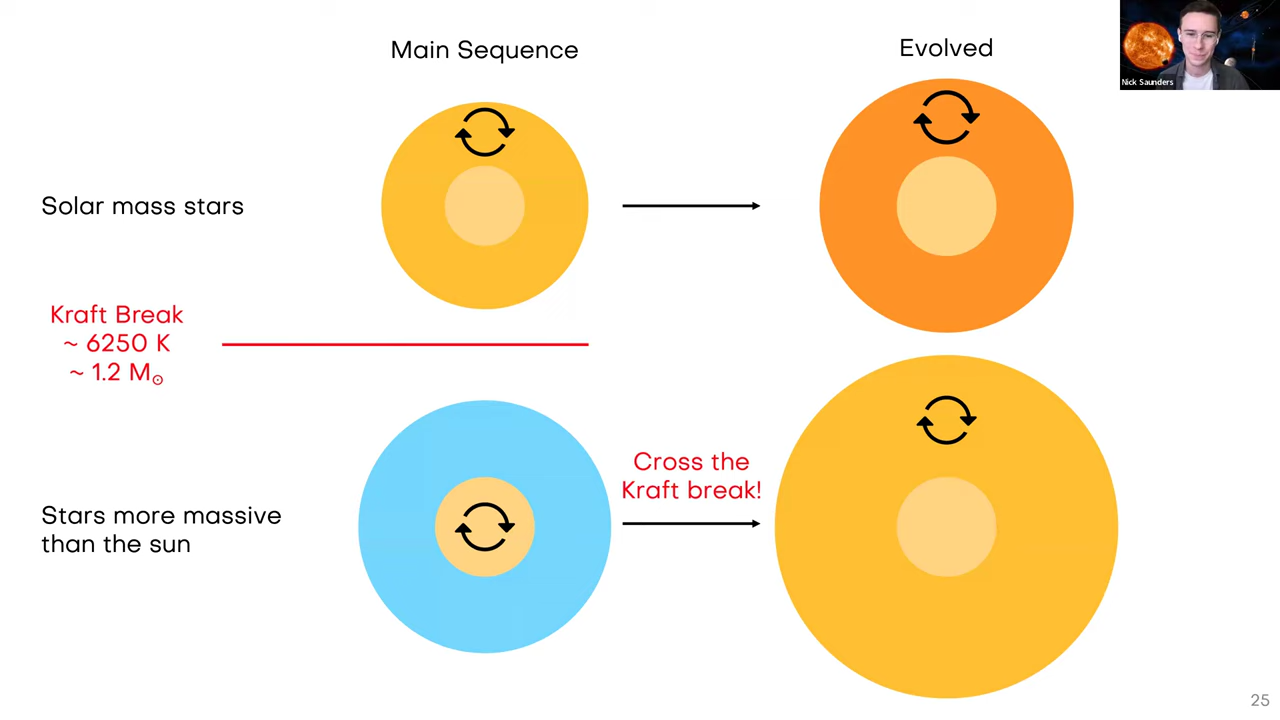 Main Sequence
Evolved
Nick Saunders
Solar mass stars
Kraft Break
~ 6250 K
~ 1.2 M☉
Cross the
Kraft break!
Stars more massive
than the sun
25